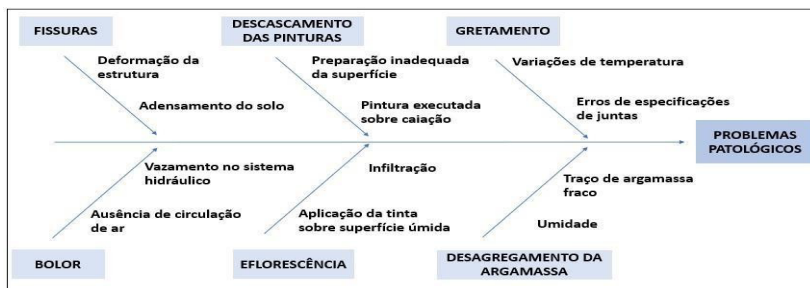 FISSURAS
DESCASCAMENTO
DAS PINTURAS
GRETAMENTO
Deformação da
estrutura
Adensamento do solo
Preparação inadequada
da superfície
Pintura executada
sobre caiação
Variações de temperatura
Erros de especificações
de juntas
PROBLEMAS
PATOLÓGICOS
Vazamento no sistema
hidráulico
Ausência de circulação
de ar
Infiltração
Aplicação da tinta
sobre superfície úmida
Traço de argamassa
fraco
Umidade
BOLOR
EFLORESCÊNCIA
DESAGREGAMENTO DA
ARGAMASSA